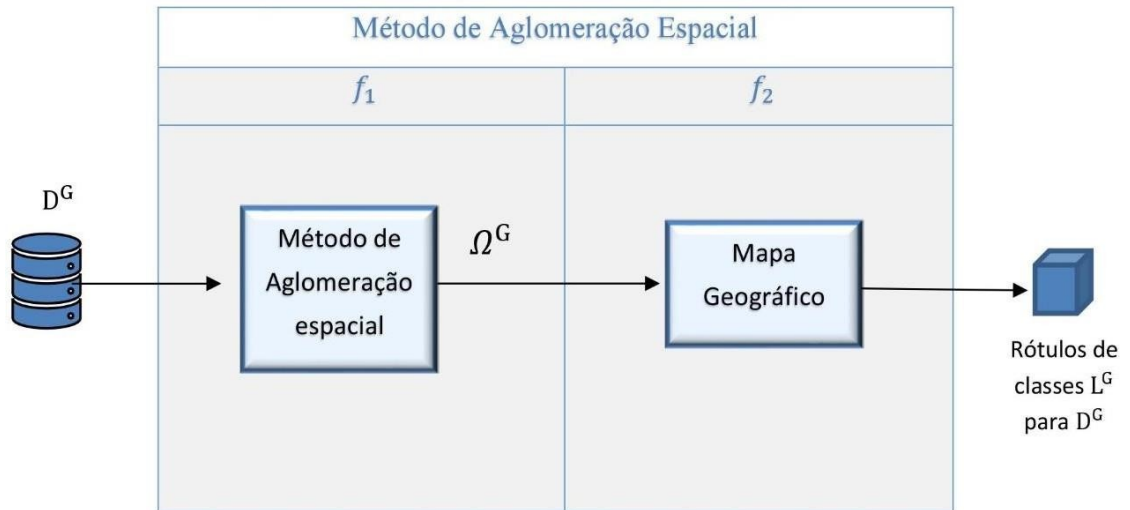 Método de Aglomeração Espacial
f₁
f₂
Dᴳ
Método de
Aglomeração
espacial
Ωᴳ
Mapa
Geográfico
Rótulos de
classes Lᴳ
para Dᴳ